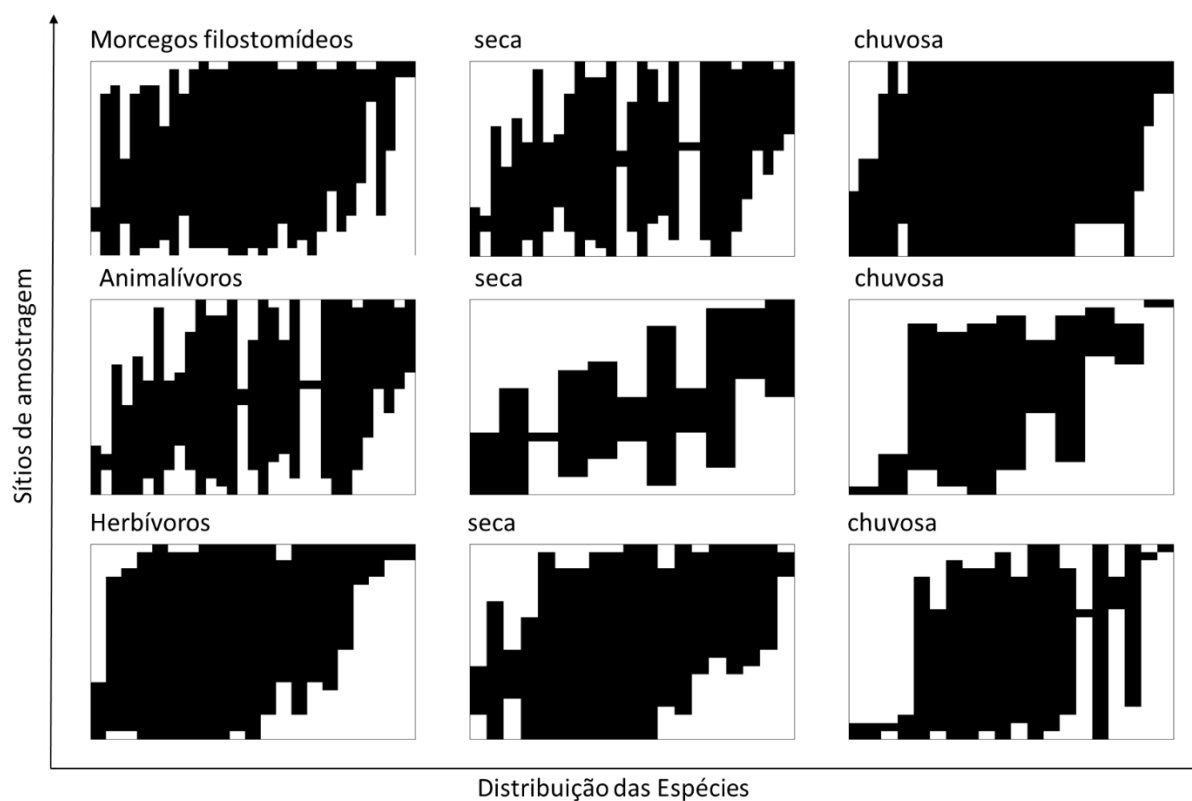 Morcegos filostomídeos
seca
chuvosa
Animalívoros
seca
chuvosa
Herbívoros
seca
chuvosa
Sítios de amostragem
Distribuição das Espécies